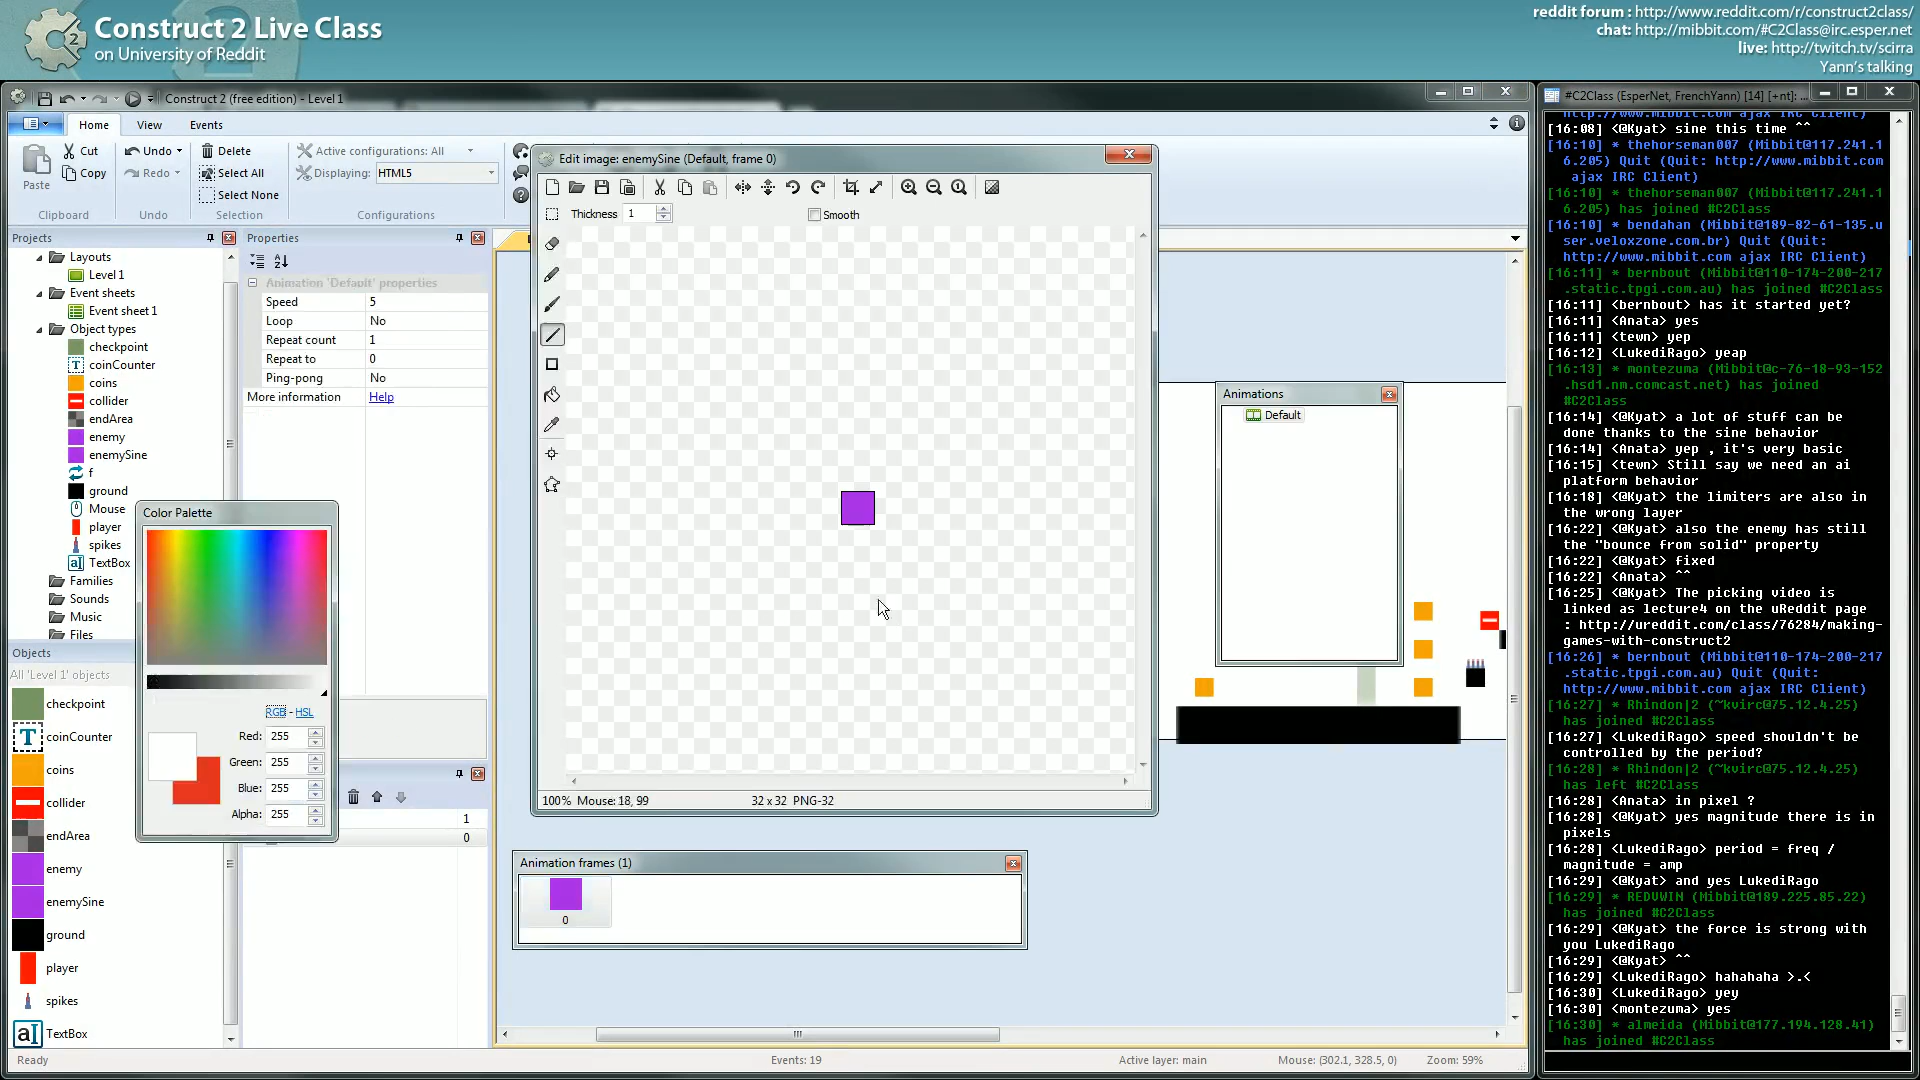 Construct 2 Live Class
on University of Reddit
reddit forum : http://www.reddit.com/r/construct2class/
chat: http://mibbit.com/#C2Class@irc.esper.net
live: http://twitch.tv/scirra
Yann's talking
Construct 2 (free edition) - Level 1
Home
View
Events
Paste
Cut
Copy
Clipboard
Undo
Redo
Undo
Delete
Select All
Select None
Selection
Active configurations: All
Displaying:
HTML5
Configurations
Projects
Layouts
Level 1
Event sheets
Event sheet 1
Object types
checkpoint
coinCounter
coins
collider
endArea
enemy
enemySine
f
ground
Mouse
player
spikes
TextBox
Families
Sounds
Music
Files
Properties
Animation 'Default' properties
Speed 5
Loop No
Repeat count 1
Repeat to 0
Ping-pong No
More information Help
Color Palette
RGB - HSL
Red: 255
Green: 255
Blue: 255
Alpha: 255
1
0
Objects
All 'Level 1' objects
checkpoint
coinCounter
coins
collider
endArea
enemy
enemySine
ground
player
spikes
TextBox
Edit image: enemySine (Default, frame 0)
Thickness 1
Smooth
100% Mouse: 18, 99
32 x 32 PNG-32
Animations
Default
Animation frames (1)
0
Ready
Events: 19
Active layer: main
Mouse: (302.1, 328.5, 0)
Zoom: 59%
#C2Class (EsperNet, FrenchYann) [14] [+nt]: ...
http://www.mibbit.com ajax IRC Client)
[16:08] <@Kyat> sine this time ^^
[16:10] * thehorseman007 (Mibbit@117.241.1
6.205) Quit (Quit: http://www.mibbit.com
ajax IRC Client)
[16:10] * thehorseman007 (Mibbit@117.241.1
6.205) has joined #C2Class
[16:10] * bendahan (Mibbit@189-82-61-135.u
ser.veloxzone.com.br) Quit (Quit:
http://www.mibbit.com ajax IRC Client)
[16:11] * bernbout (Mibbit@110-174-200-217
.static.tpgi.com.au) has joined #C2Class
[16:11] <bernbout> has it started yet?
[16:11] <Anata> yes
[16:11] <tewn> yep
[16:12] <LukediRago> yeap
[16:13] * montezuma (Mibbit@c-76-18-93-152
.hsd1.nm.comcast.net) has joined
#C2Class
[16:14] <@Kyat> a lot of stuff can be
done thanks to the sine behavior
[16:14] <Anata> yep , it's very basic
[16:15] <tewn> Still say we need an ai
platform behavior
[16:18] <@Kyat> the limiters are also in
the wrong layer
[16:22] <@Kyat> also the enemy has still
the "bounce from solid" property
[16:22] <@Kyat> fixed
[16:22] <Anata> ^^
[16:25] <@Kyat> The picking video is
linked as lecture4 on the uReddit page
: http://ureddit.com/class/76284/making-
games-with-construct2
[16:26] * bernbout (Mibbit@110-174-200-217
.static.tpgi.com.au) Quit (Quit:
http://www.mibbit.com ajax IRC Client)
[16:27] * Rhindon|2 (~kvirc@75.12.4.25)
has joined #C2Class
[16:27] <LukediRago> speed shouldn't be
controlled by the period?
[16:28] * Rhindon|2 (~kvirc@75.12.4.25)
has left #C2Class
[16:28] <Anata> in pixel ?
[16:28] <@Kyat> yes magnitude there is in
pixels
[16:28] <LukediRago> period = freq /
magnitude = amp
[16:29] <@Kyat> and yes LukediRago
[16:29] * REDVWIN (Mibbit@189.225.85.22)
has joined #C2Class
[16:29] <@Kyat> the force is strong with
you LukediRago
[16:29] <@Kyat> ^^
[16:29] <LukediRago> hahahaha >.<
[16:30] <LukediRago> yey
[16:30] <montezuma> yes
[16:30] * almeida (Mibbit@177.194.128.41)
has joined #C2Class